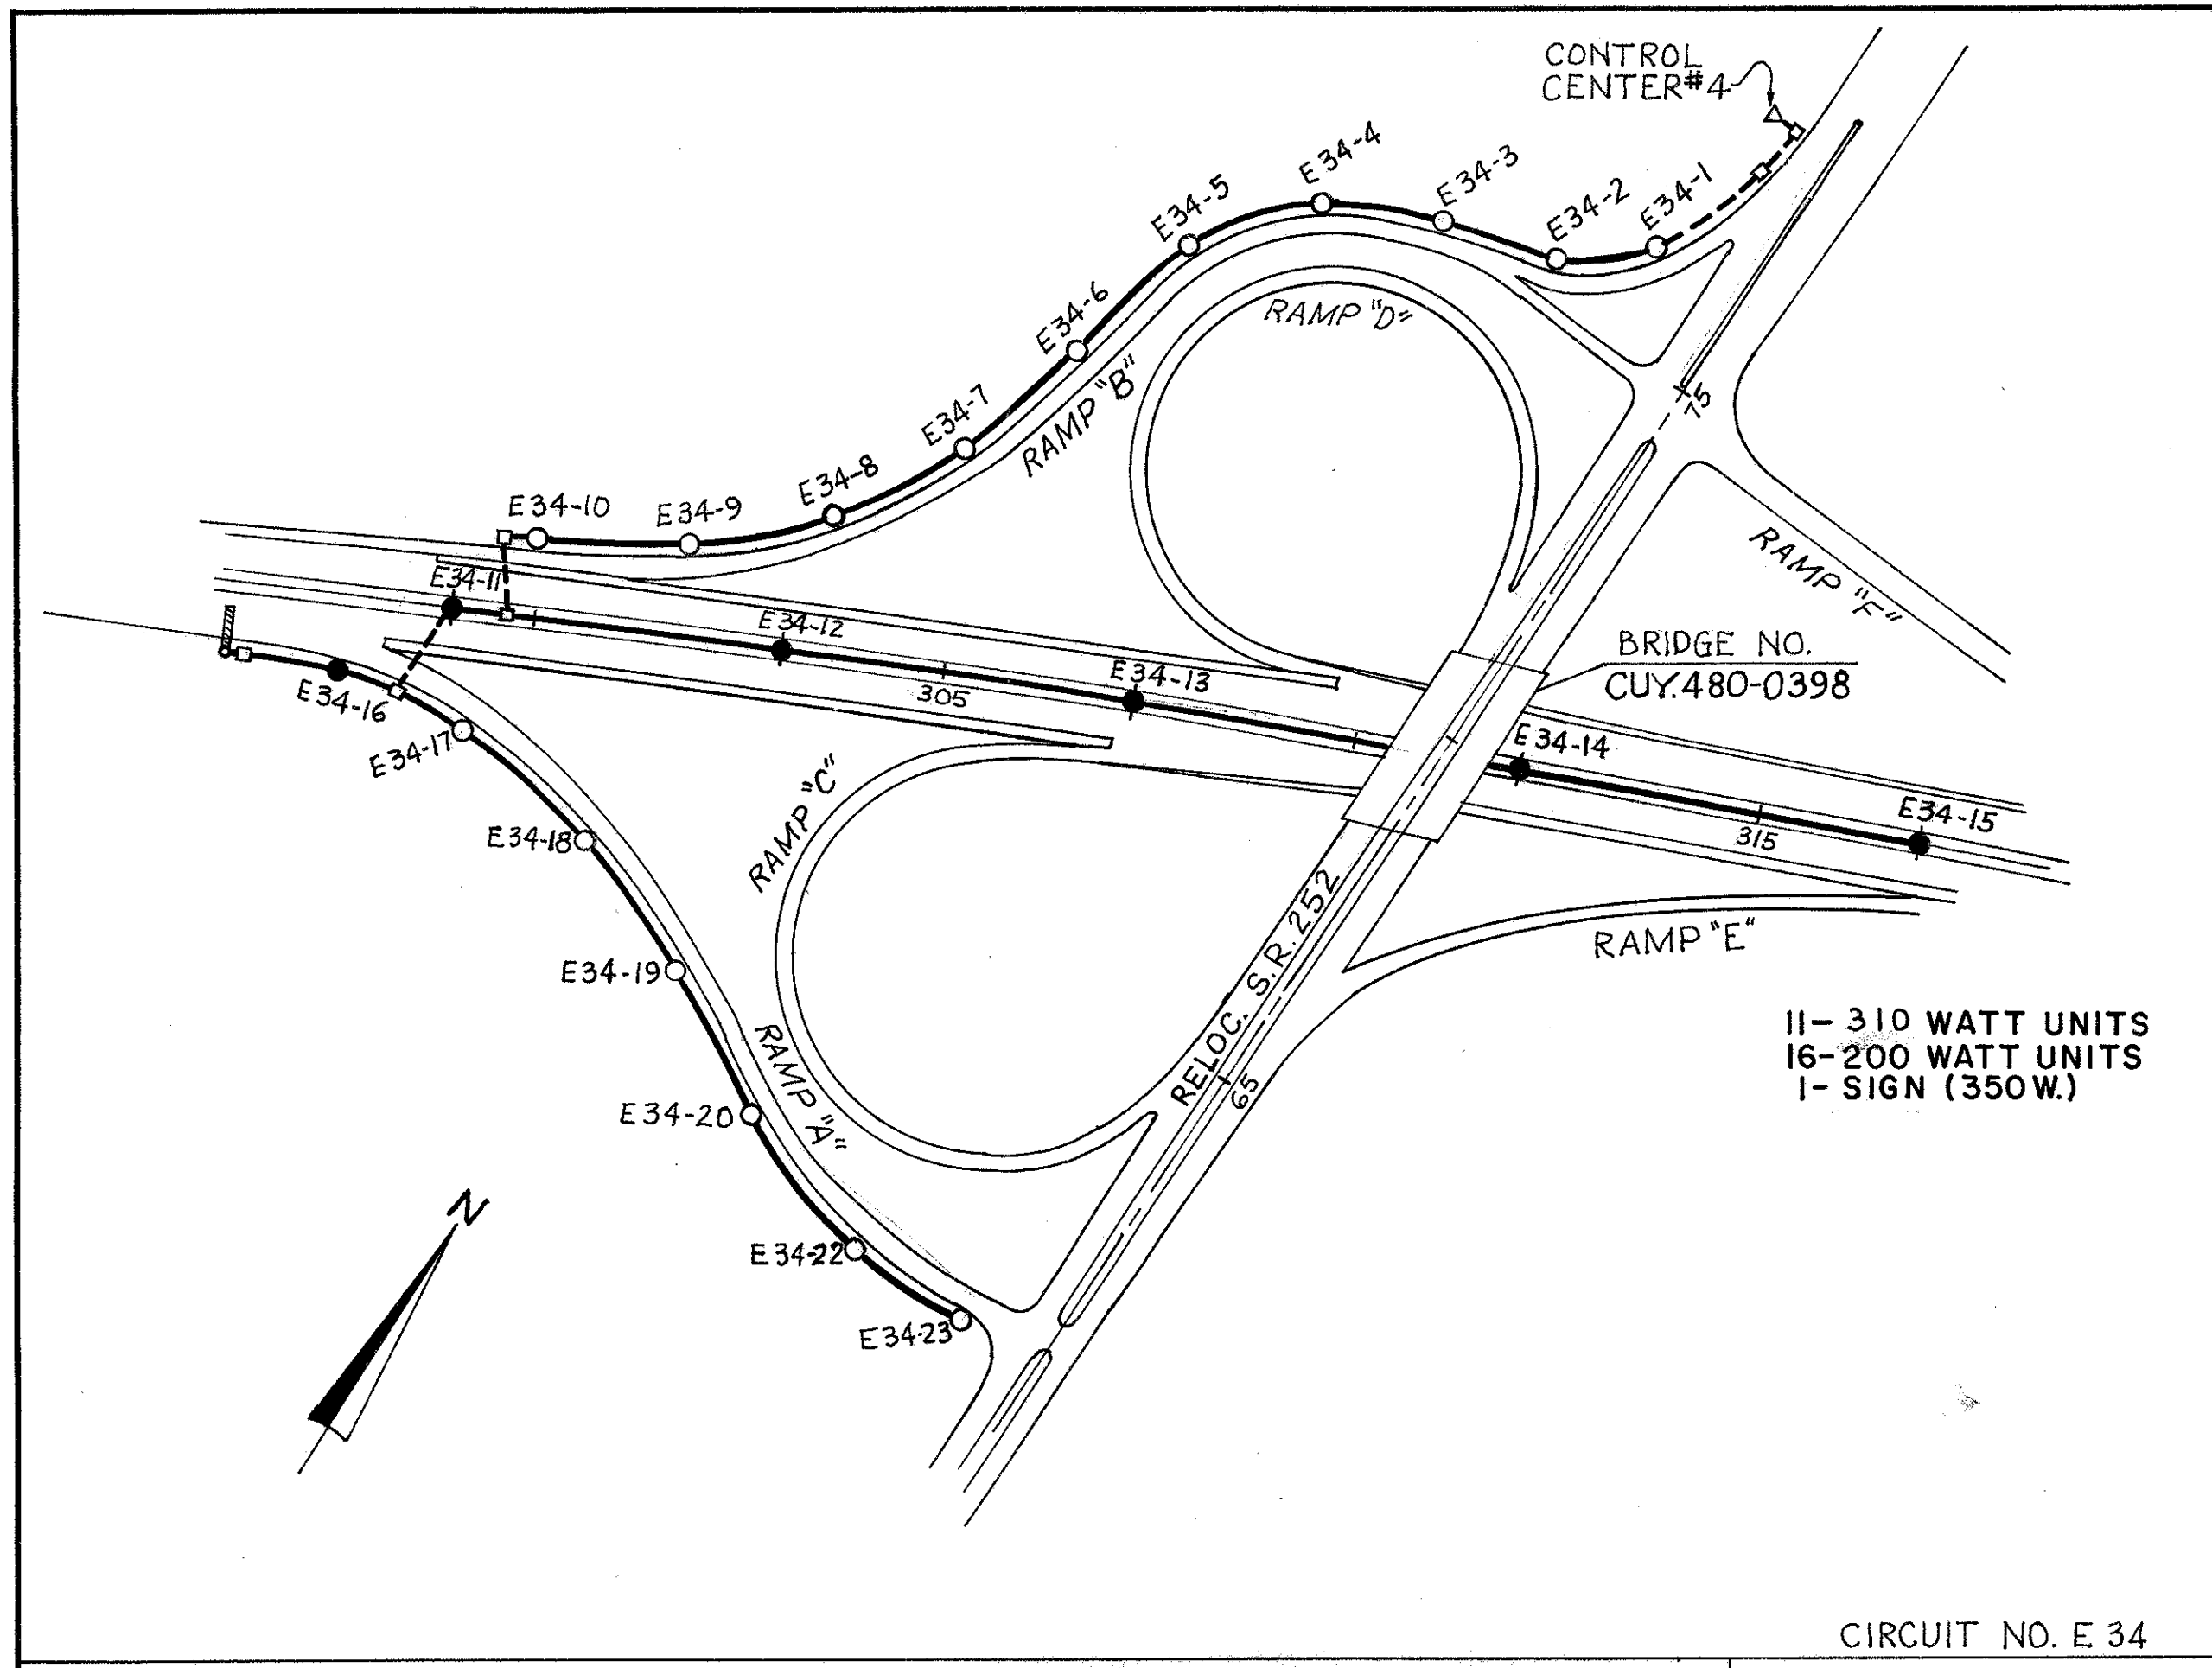 CONTROL
CENTER#4
E34-4
E34-3
E34-5
E34-2
E34-1
E34-6
RAMP "D"
E34-7
RAMP "B"
75
E34-8
E34-10
E34-9
RAMP "F"
E34-11
E34-12
E34-13
305
BRIDGE NO.
CUY.480-0398
E34-16
E34-17
E34-14
E34-15
315
RAMP "C"
E34-18
RELOC. S.R. 252
RAMP "E"
E34-19
11- 310 WATT UNITS
16-200 WATT UNITS
1- SIGN (350W.)
65
RAMP "A"
E34-20
N
E34-22
E34-23
CIRCUIT NO. E 34